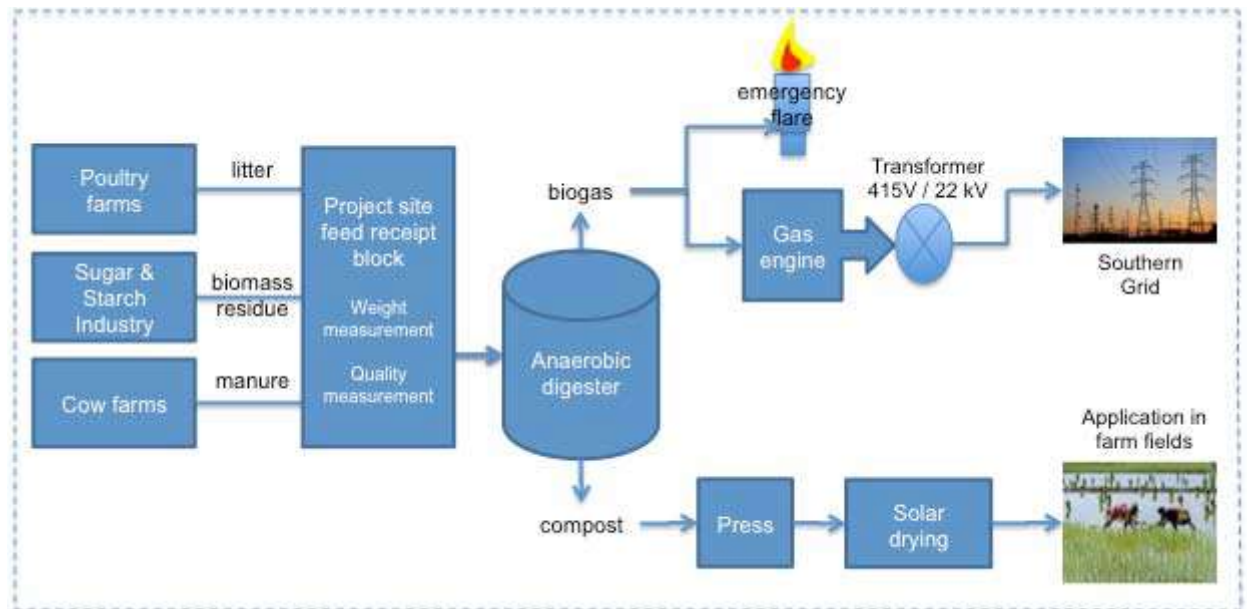 emergency
flare
Poultry
farms
litter
Sugar &
Starch
Industry
biomass
residue
Cow farms
manure
Project site
feed receipt
block
Weight
measurement
Quality
measurement
Anaerobic
digester
biogas
Gas
engine
Transformer
415V / 22 kV
Southern
Grid
compost
Press
Solar
drying
Application in
farm fields